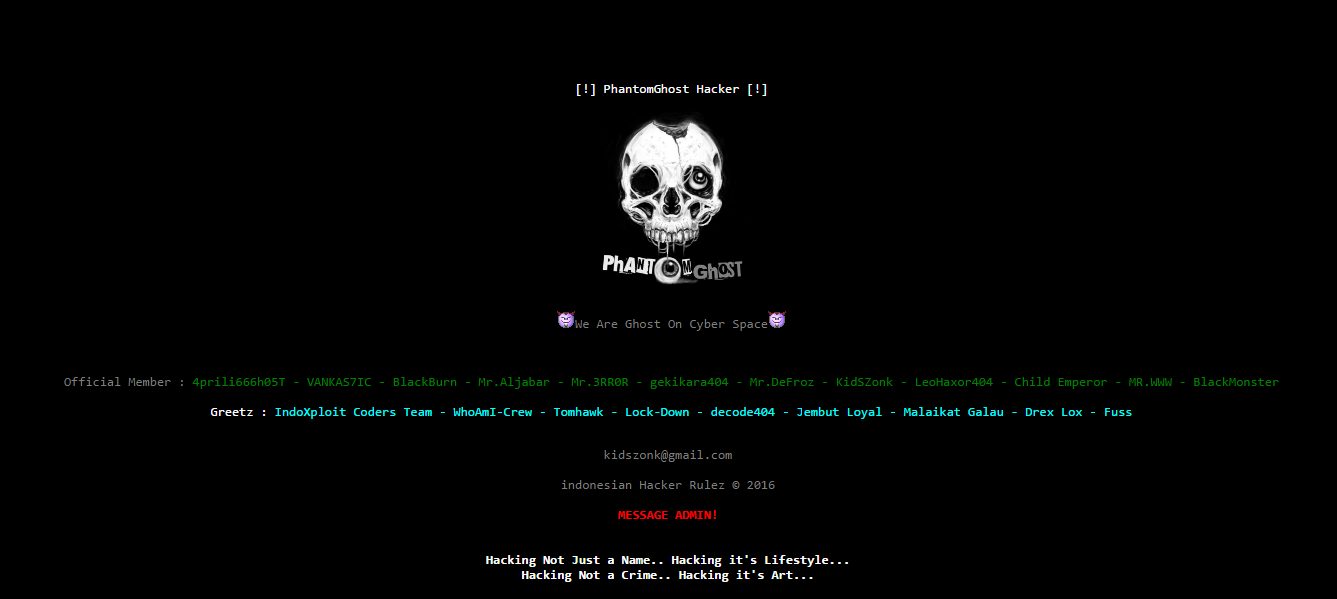 [!] PhantomGhost Hacker [!]
PhANTOM GhOST
We Are Ghost On Cyber Space
Official Member : 4prili666h05T - VANKAS7IC - BlackBurn - Mr.Aljabar - Mr.3RR0R - gekikara404 - Mr.DeFroz - KidSZonk - LeoHaxor404 - Child Emperor - MR.WWW - BlackMonster
Greetz : IndoXploit Coders Team - WhoAmI-Crew - Tomhawk - Lock-Down - decode404 - Jembut Loyal - Malaikat Galau - Drex Lox - Fuss
kidszonk@gmail.com
indonesian Hacker Rulez © 2016
MESSAGE ADMIN!
Hacking Not Just a Name.. Hacking it's Lifestyle...
Hacking Not a Crime.. Hacking it's Art...